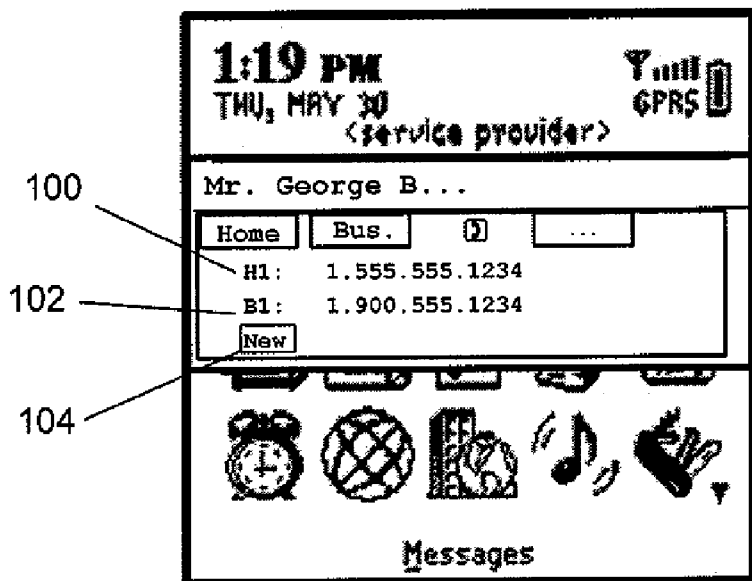 1:19 PM
THU, MAY 30
GPRS
<service provider>
Mr. George B...
Home Bus. ...
100 H1: 1.555.555.1234
102 B1: 1.900.555.1234
104 New
Messages